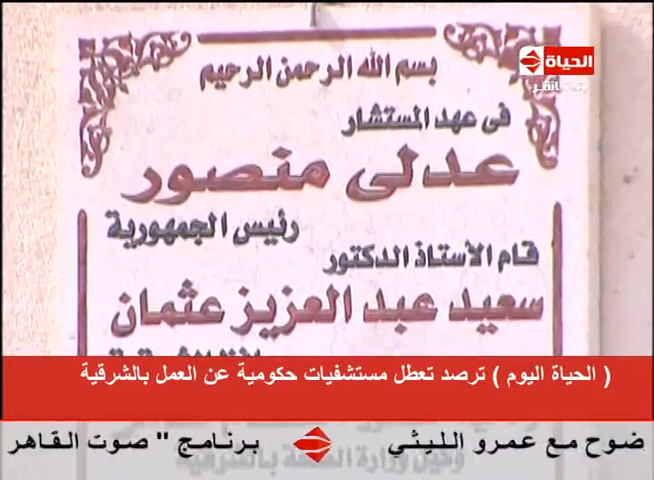 الحياة
بسم الله الرحمن الرحيم
فى عهد المستشار
عدلى منصور
رئيس الجمهورية
قام الأستاذ الدكتور
سعيد عبد العزيز عثمان
( الحياة اليوم ) ترصد تعطل مستشفيات حكومية عن العمل بالشرقية
ضوح مع عمرو الليثي
برنامج " صوت القاهر